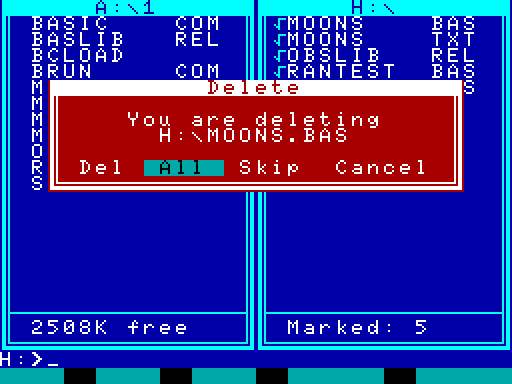 A:\1 H:\
BASIC COM √MOONS BAS
BASLIB REL √MOONS TXT
BCLOAD √OBSLIB REL
BRUN COM √RANTEST BAS
M Delete S
M
M You are deleting
M H:\MOONS.BAS
O
R Del All Skip Cancel
S
2508K free Marked: 5
H:>_